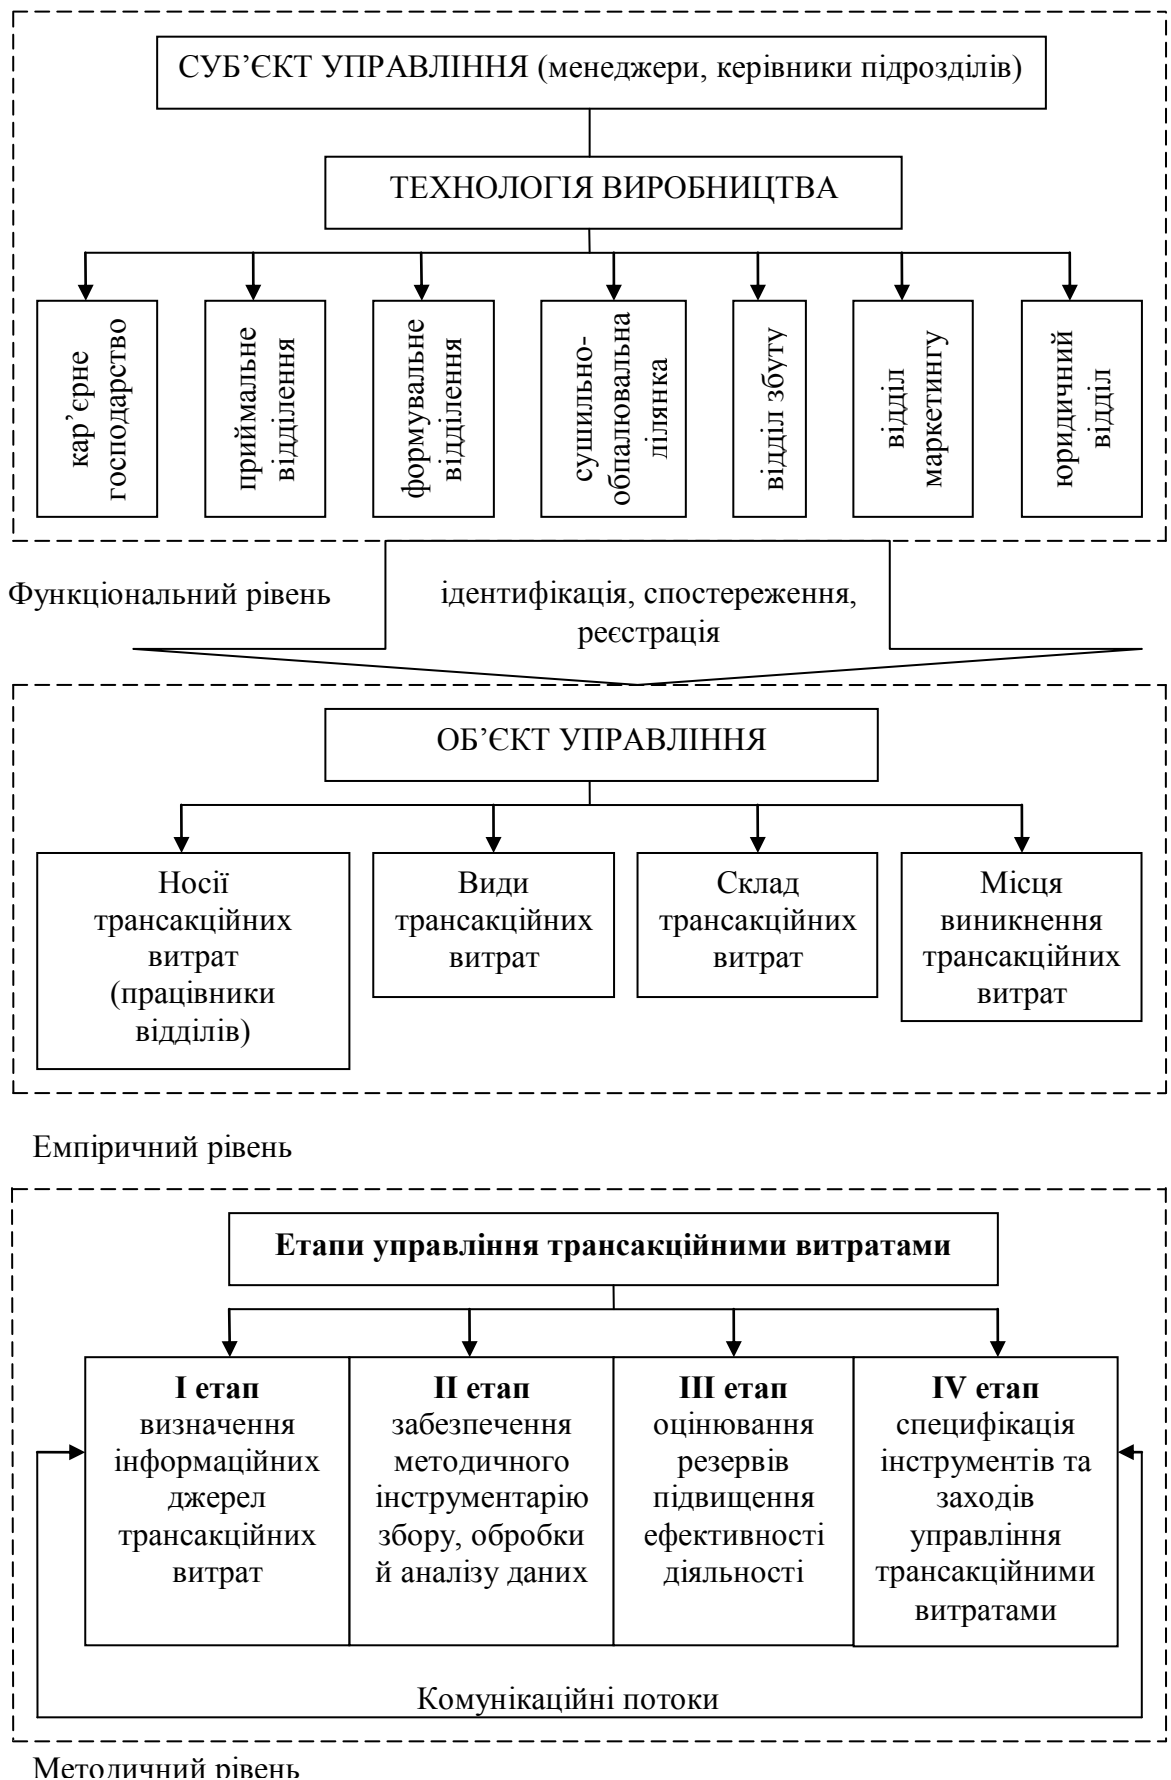 СУБ’ЄКТ УПРАВЛІННЯ (менеджери, керівники підрозділів)
ТЕХНОЛОГІЯ ВИРОБНИЦТВА
кар’єрне
господарство
приймальне
відділення
формувальне
відділення
сушильно-
обпалювальна
ділянка
відділ збуту
відділ
маркетингу
юридичний
відділ
Функціональний рівень
ідентифікація, спостереження,
реєстрація
ОБ’ЄКТ УПРАВЛІННЯ
Носії
трансакційних
витрат
(працівники
відділів)
Види
трансакційних
витрат
Склад
трансакційних
витрат
Місця
виникнення
трансакційних
витрат
Емпіричний рівень
Етапи управління трансакційними витратами
І етап
визначення
інформаційних
джерел
трансакційних
витрат
ІІ етап
забезпечення
методичного
інструментарію
збору, обробки
й аналізу даних
ІІІ етап
оцінювання
резервів
підвищення
ефективності
діяльності
IV етап
специфікація
інструментів та
заходів
управління
трансакційними
витратами
Комунікаційні потоки
Методичний рівень